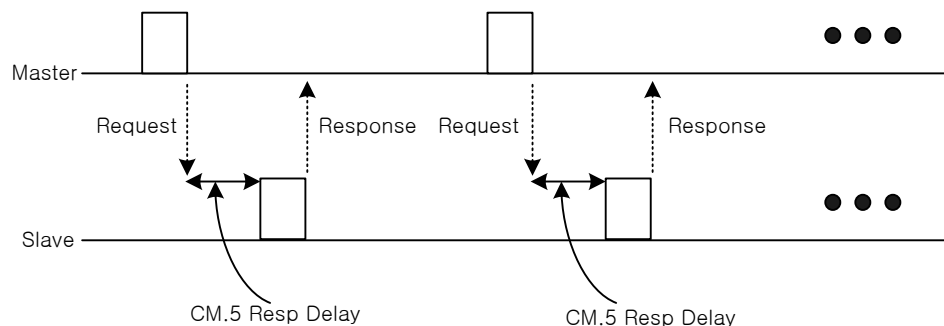 Master
Request
Response
Request
Response
Slave
CM.5 Resp Delay
CM.5 Resp Delay